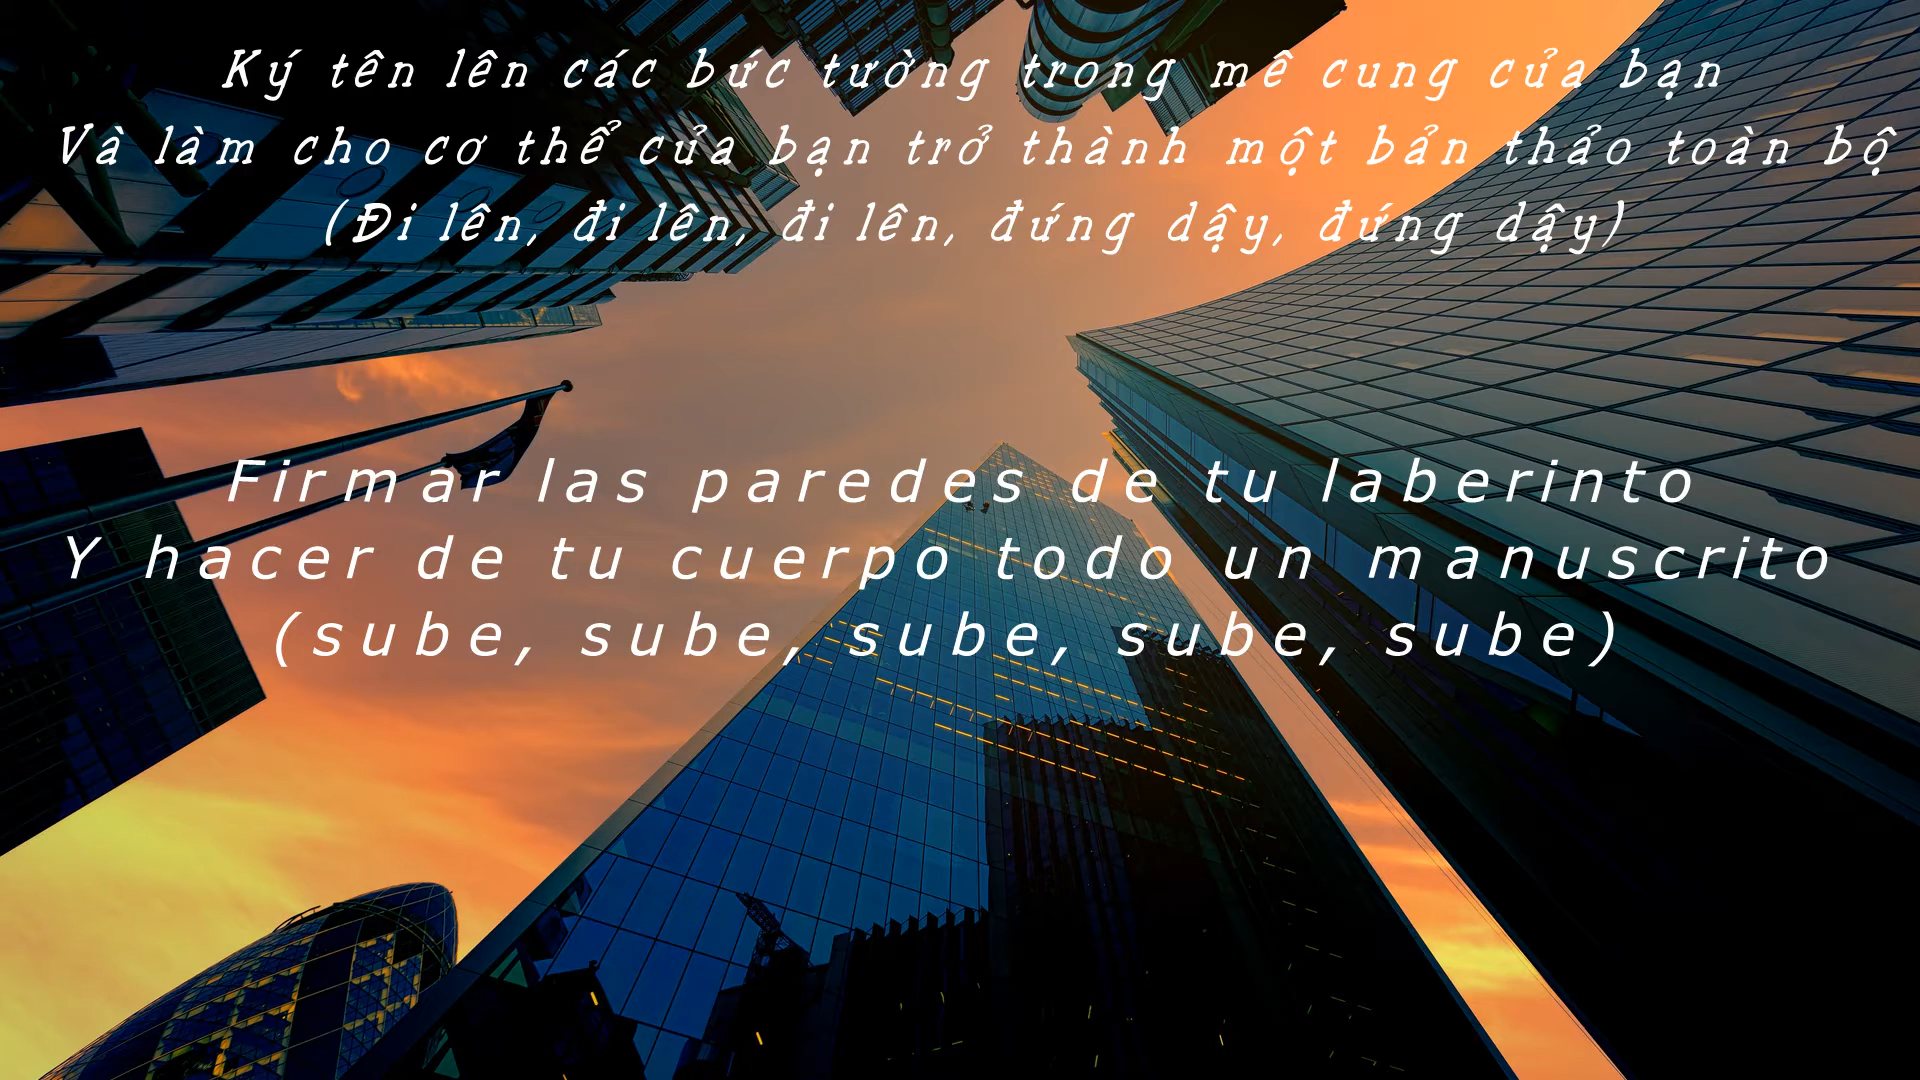 Ký tên lên các bức tường trong mê cung của bạn
Và làm cho cơ thể của bạn trở thành một bản thảo toàn bộ
(Đi lên, đi lên, đi lên, đứng dậy, đứng dậy)
Firmar las paredes de tu laberinto
Y hacer de tu cuerpo todo un manuscrito
(sube, sube, sube, sube, sube)